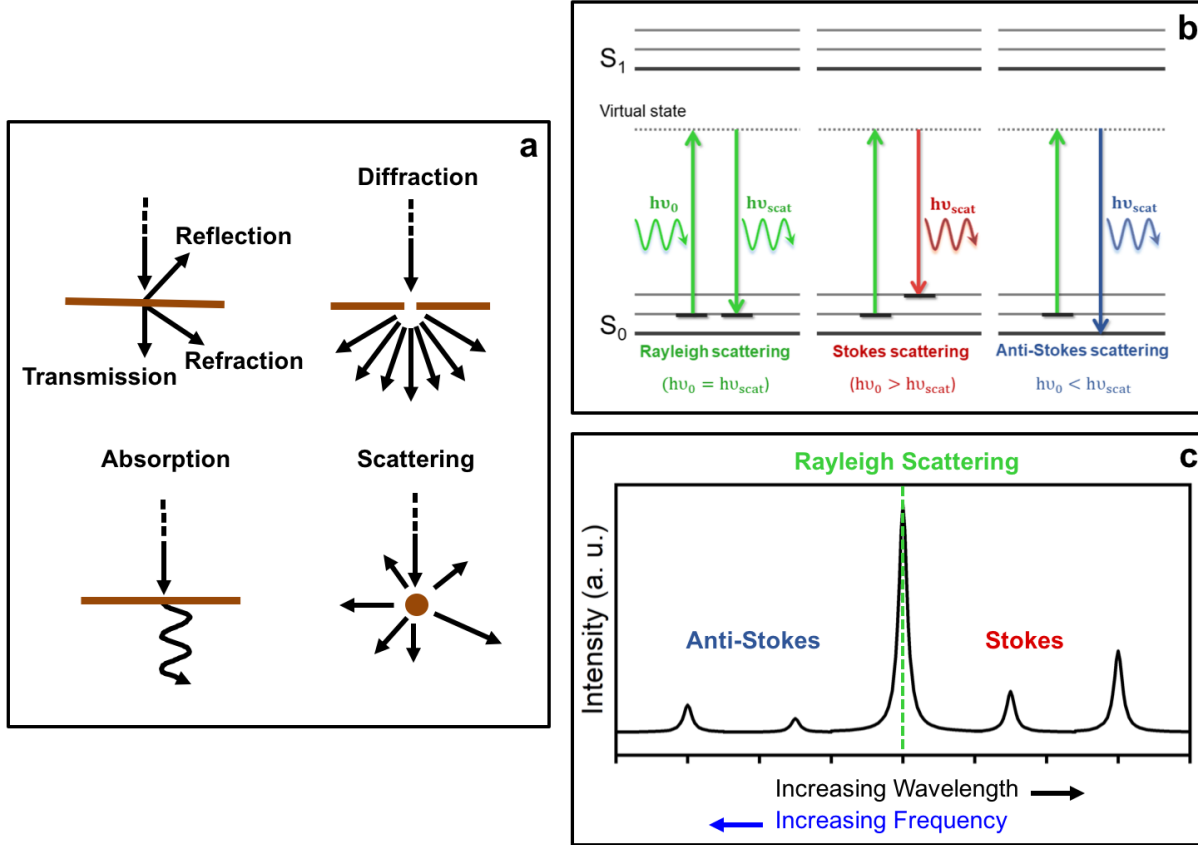 a
Reflection
Refraction
Transmission
Diffraction
Absorption
Scattering
b
S₁
Virtual state
hυ₀
hυscat
hυscat
hυscat
S₀
Rayleigh scattering
Stokes scattering
Anti-Stokes scattering
(hυ₀ = hυscat)
(hυ₀ > hυscat)
hυ₀ < hυscat
c
Rayleigh Scattering
Intensity (a. u.)
Anti-Stokes
Stokes
Increasing Wavelength
Increasing Frequency